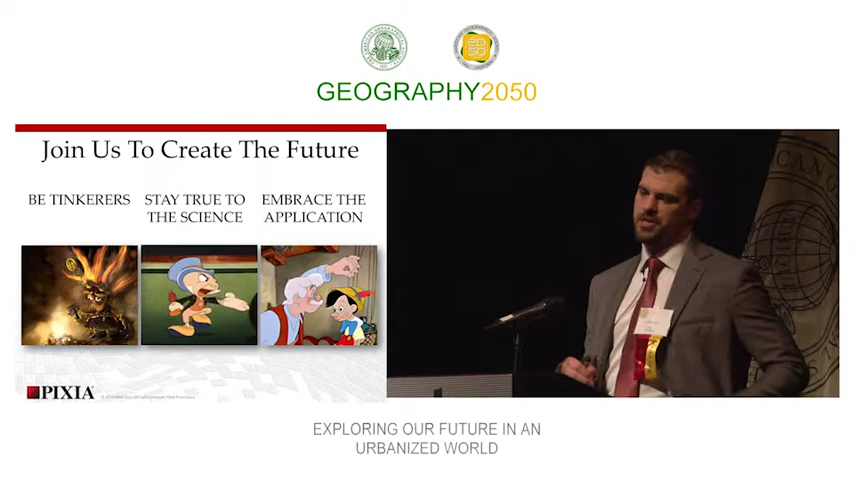 GEOGRAPHY2050
Join Us To Create The Future
BE TINKERERS
STAY TRUE TO
THE SCIENCE
EMBRACE THE
APPLICATION
PIXIA
EXPLORING OUR FUTURE IN AN
URBANIZED WORLD